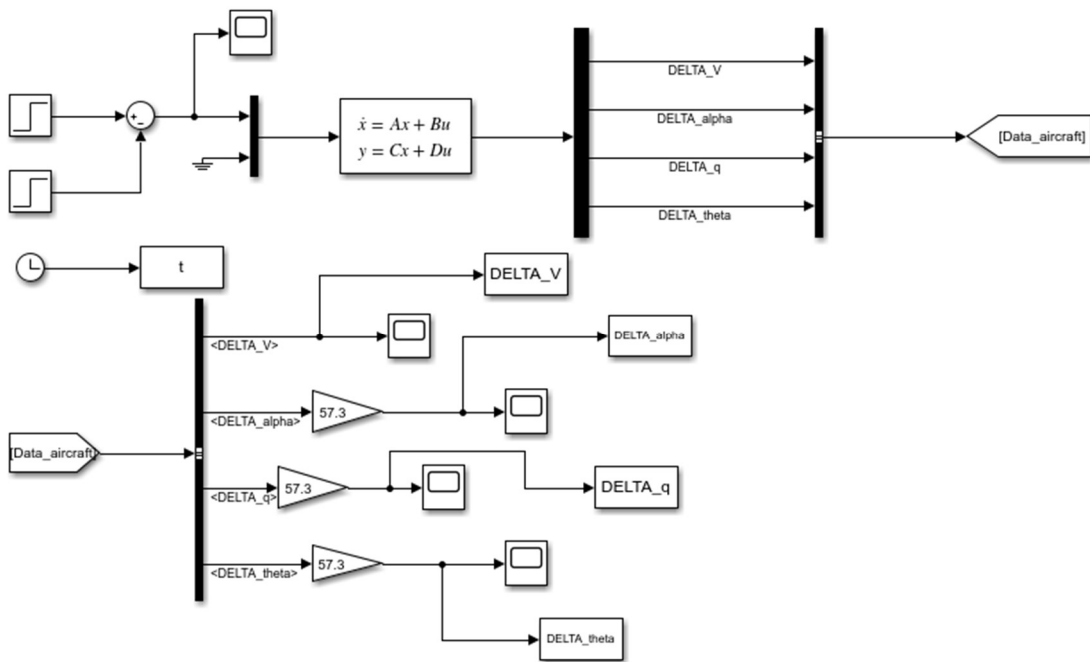 +
−
ẋ = Ax + Bu
y = Cx + Du
DELTA_V
DELTA_alpha
DELTA_q
DELTA_theta
[Data_aircraft]
t
DELTA_V
<DELTA_V>
DELTA_alpha
<DELTA_alpha>
57.3
[Data_aircraft]
<DELTA_q>
57.3
DELTA_q
<DELTA_theta>
57.3
DELTA_theta